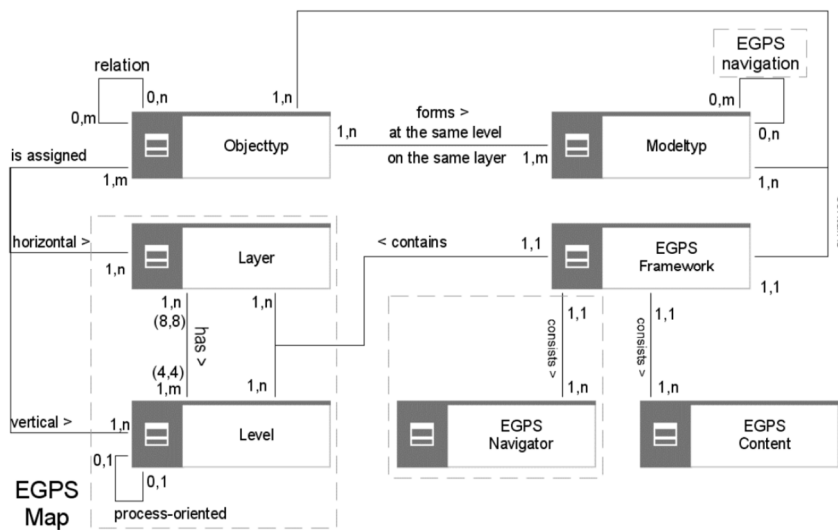 EGPS
navigation
relation
0,m
0,n
1,n
0,m
0,n
forms >
at the same level
on the same layer
1,n
1,m
Objecttyp
Modeltyp
is assigned
1,m
1,n
horizontal >
1,n
Layer
< contains
1,1
EGPS
Framework
1,1
1,n
(8,8)
1,n
has >
(4,4)
1,m
1,n
1,1
consists >
1,n
1,1
consists >
1,n
vertical >
1,n
Level
EGPS
Navigator
EGPS
Content
0,1
0,1
process-oriented
EGPS
Map